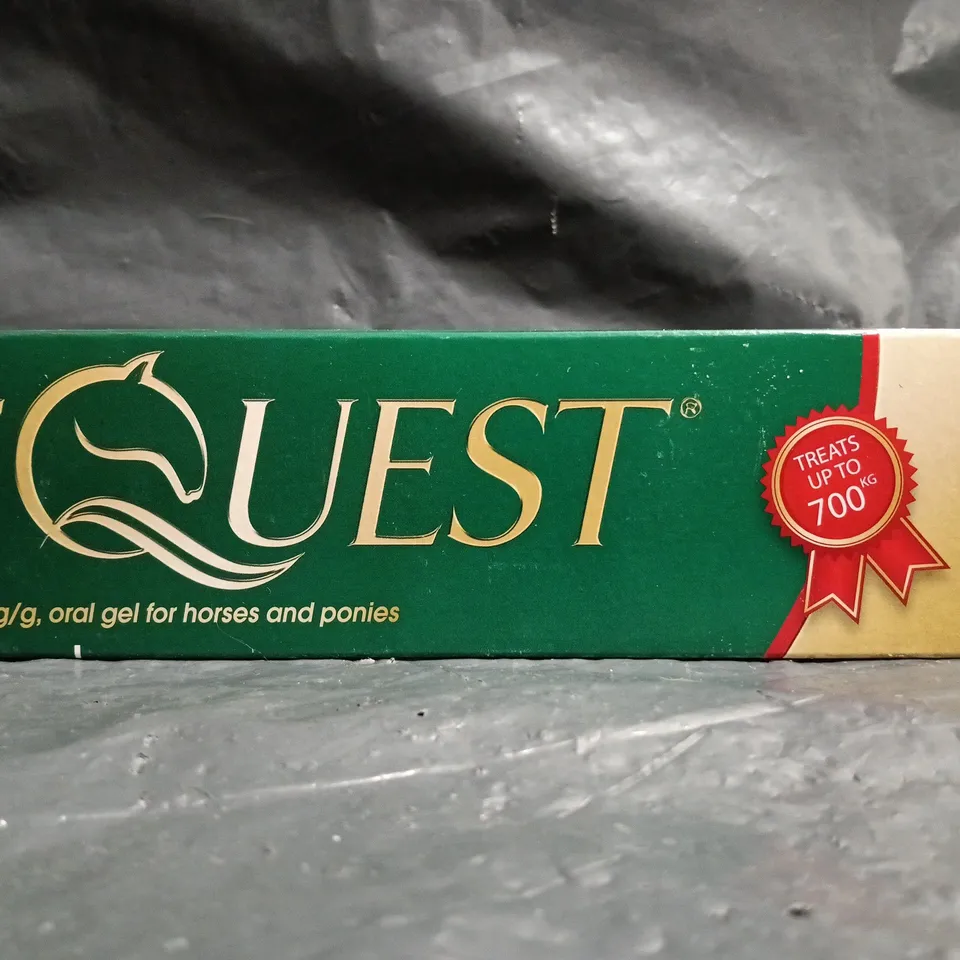 QUEST®
g/g, oral gel for horses and ponies
TREATS
UP TO
700KG